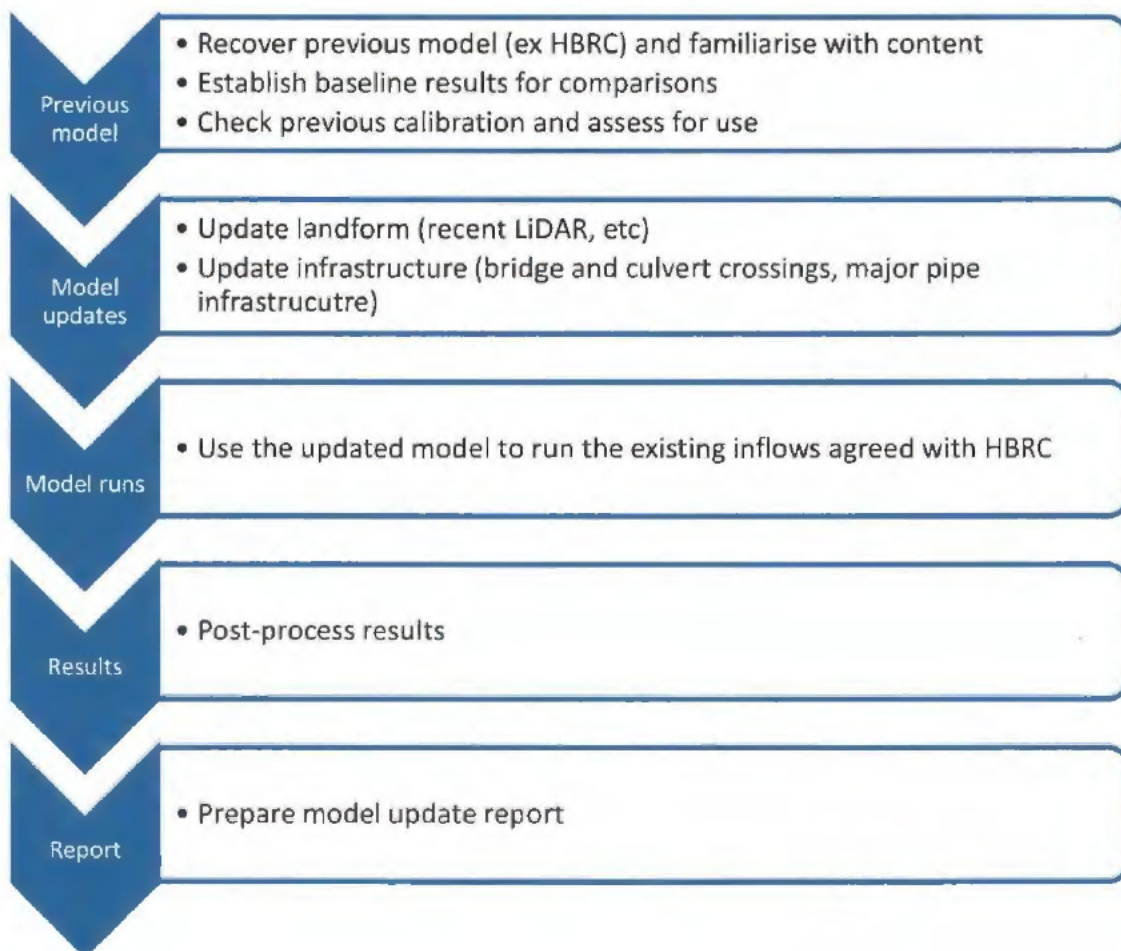 Previous
model
• Recover previous model (ex HBRC) and familiarise with content
• Establish baseline results for comparisons
• Check previous calibration and assess for use
Model
updates
• Update landform (recent LiDAR, etc)
• Update infrastructure (bridge and culvert crossings, major pipe
infrastrucutre)
Model runs
• Use the updated model to run the existing inflows agreed with HBRC
Results
• Post-process results
Report
• Prepare model update report